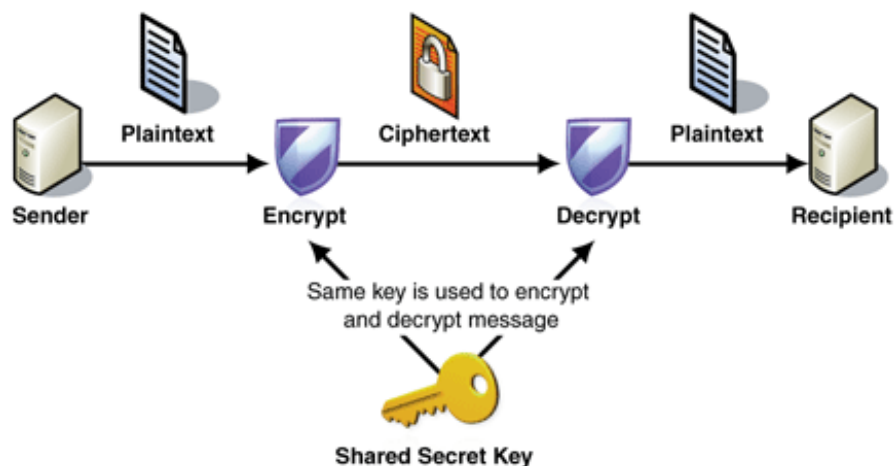 Plaintext
Ciphertext
Plaintext
Sender
Encrypt
Decrypt
Recipient
Same key is used to encrypt
and decrypt message
Shared Secret Key